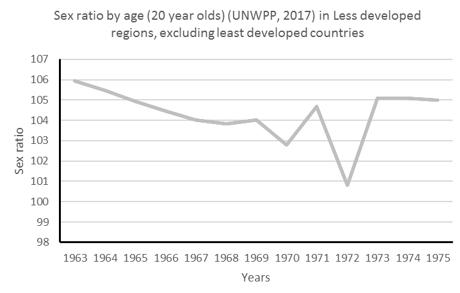 Sex ratio by age (20 year olds) (UNWPP, 2017) in Less developed
regions, excluding least developed countries
107
106
105
104
103
102
101
100
99
98
Sex ratio
1963 1964 1965 1966 1967 1968 1969 1970 1971 1972 1973 1974 1975
Years